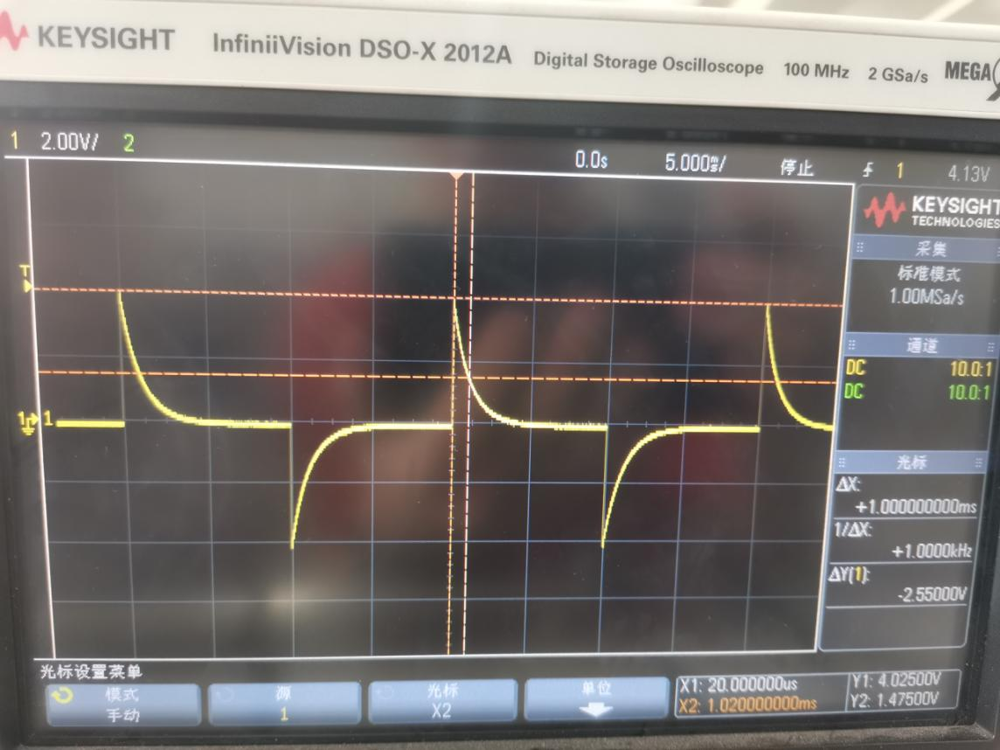 KEYSIGHT InfiniiVision DSO-X 2012A Digital Storage Oscilloscope 100 MHz 2 GSa/s MEGA
1 2.00V/ 2 0.0s 5.000ms/ 停止 1 4.13V
KEYSIGHT
TECHNOLOGIES
采集
标准模式
1.00MSa/s
T
通道
DC 10.0:1
DC 10.0:1
1
光标
ΔX:
+1.000000000ms
1/ΔX:
+1.0000kHz
ΔY(1):
-2.55000V
光标设置菜单
模式
手动
源
1
光标
X2
单位
X1: 20.000000us
X2: 1.020000000ms
Y1: 4.02500V
Y2: 1.47500V